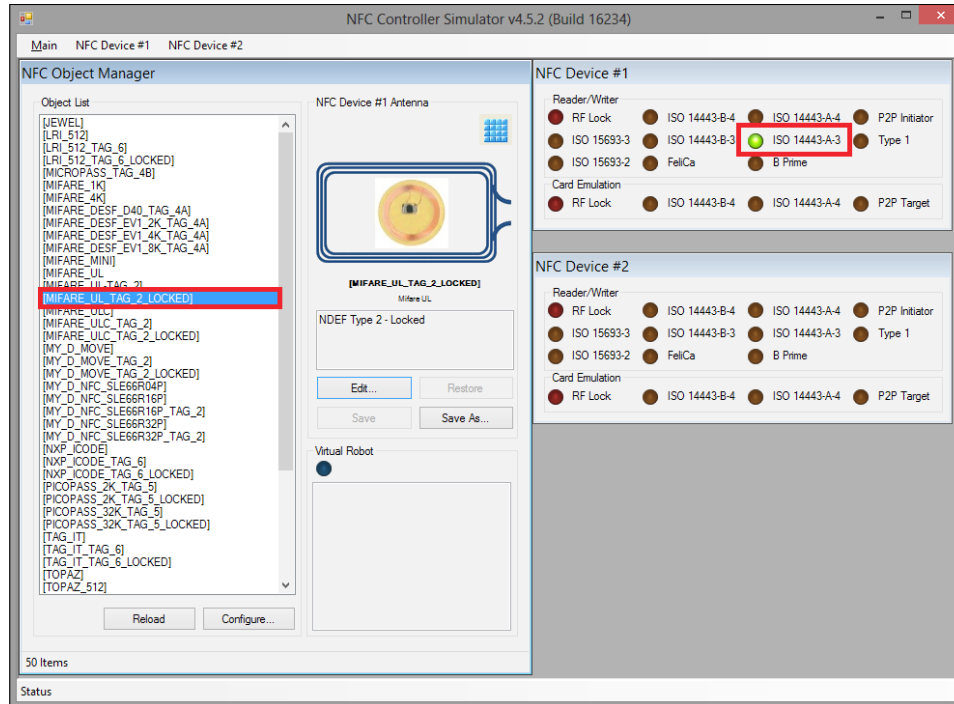 NFC Controller Simulator v4.5.2 (Build 16234)
Main NFC Device #1 NFC Device #2
NFC Object Manager
Object List
[JEWEL]
[LRI_512]
[LRI_512_TAG_6]
[LRI_512_TAG_6_LOCKED]
[MICROPASS_TAG_4B]
[MIFARE_1K]
[MIFARE_4K]
[MIFARE_DESF_D40_TAG_4A]
[MIFARE_DESF_EV1_2K_TAG_4A]
[MIFARE_DESF_EV1_4K_TAG_4A]
[MIFARE_DESF_EV1_8K_TAG_4A]
[MIFARE_MINI]
[MIFARE_UL
[MIFARE_UL-TAG_2]
[MIFARE_UL_TAG_2_LOCKED]
[MIFARE_ULC]
[MIFARE_ULC_TAG_2]
[MIFARE_ULC_TAG_2_LOCKED]
[MY_D_MOVE]
[MY_D_MOVE_TAG_2]
[MY_D_MOVE_TAG_2_LOCKED]
[MY_D_NFC_SLE66R04P]
[MY_D_NFC_SLE66R16P]
[MY_D_NFC_SLE66R16P_TAG_2]
[MY_D_NFC_SLE66R32P]
[MY_D_NFC_SLE66R32P_TAG_2]
[NXP_ICODE]
[NXP_ICODE_TAG_6]
[NXP_ICODE_TAG_6_LOCKED]
[PICOPASS_2K_TAG_5]
[PICOPASS_2K_TAG_5_LOCKED]
[PICOPASS_32K_TAG_5]
[PICOPASS_32K_TAG_5_LOCKED]
[TAG_IT]
[TAG_IT_TAG_6]
[TAG_IT_TAG_6_LOCKED]
[TOPAZ]
[TOPAZ_512]
Reload Configure...
50 Items
NFC Device #1 Antenna
[MIFARE_UL_TAG_2_LOCKED]
Mifare UL
NDEF Type 2 - Locked
Edit... Restore
Save Save As...
Virtual Robot
NFC Device #1
Reader/Writer
RF Lock ISO 14443-B-4 ISO 14443-A-4 P2P Initiator
ISO 15693-3 ISO 14443-B-3 ISO 14443-A-3 Type 1
ISO 15693-2 FeliCa B Prime
Card Emulation
RF Lock ISO 14443-B-4 ISO 14443-A-4 P2P Target
NFC Device #2
Reader/Writer
RF Lock ISO 14443-B-4 ISO 14443-A-4 P2P Initiator
ISO 15693-3 ISO 14443-B-3 ISO 14443-A-3 Type 1
ISO 15693-2 FeliCa B Prime
Card Emulation
RF Lock ISO 14443-B-4 ISO 14443-A-4 P2P Target
Status